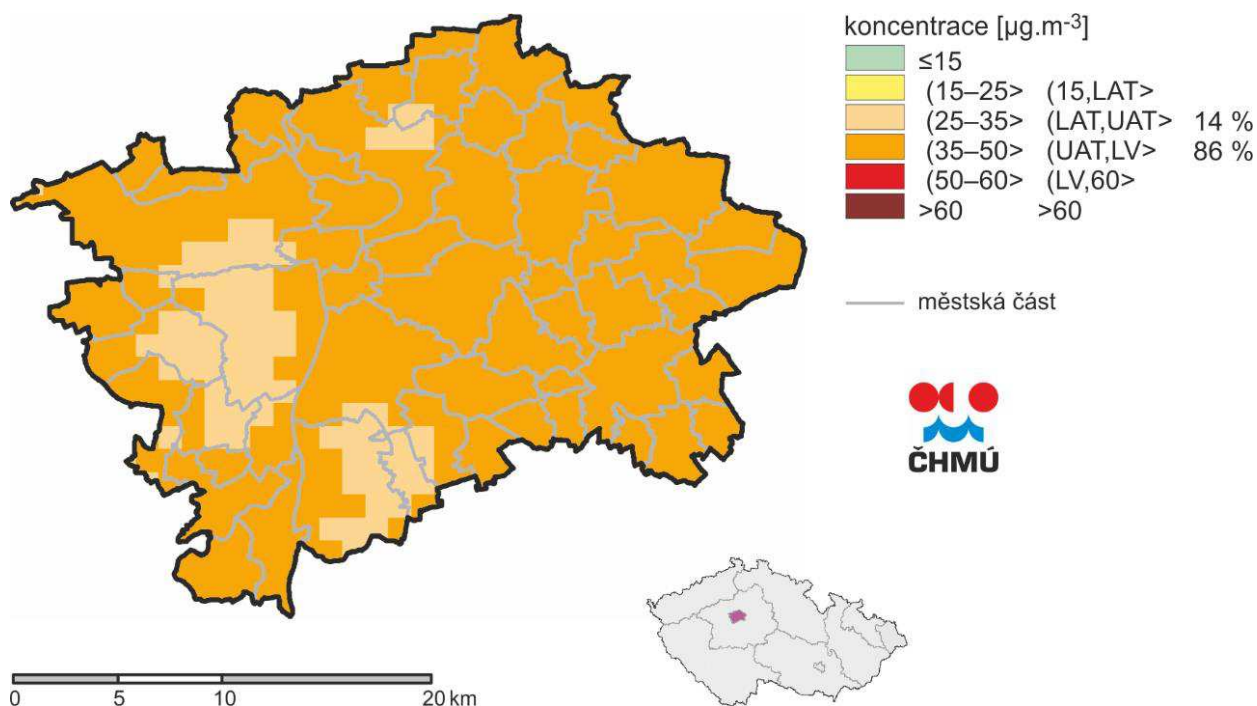 koncentrace [µg.m-3]
≤15
(15–25> (15,LAT>
(25–35> (LAT,UAT> 14 %
(35–50> (UAT,LV> 86 %
(50–60> (LV,60>
>60 >60
městská část
ČHMÚ
0 5 10 20 km